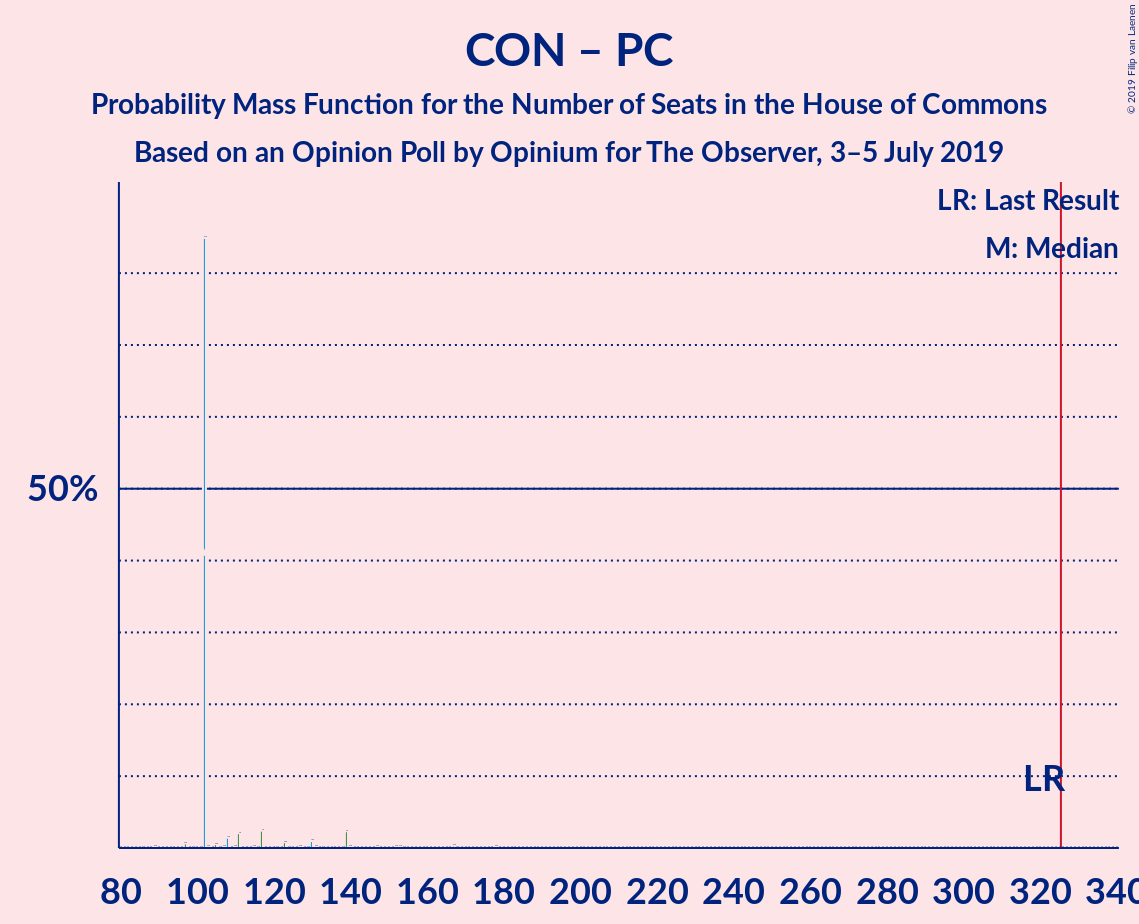 CON – PC
Probability Mass Function for the Number of Seats in the House of Commons
Based on an Opinion Poll by Opinium for The Observer, 3–5 July 2019
© 2019 Filip van Laenen
LR: Last Result
M: Median
50%
LR
80 100 120 140 160 180 200 220 240 260 280 300 320 340